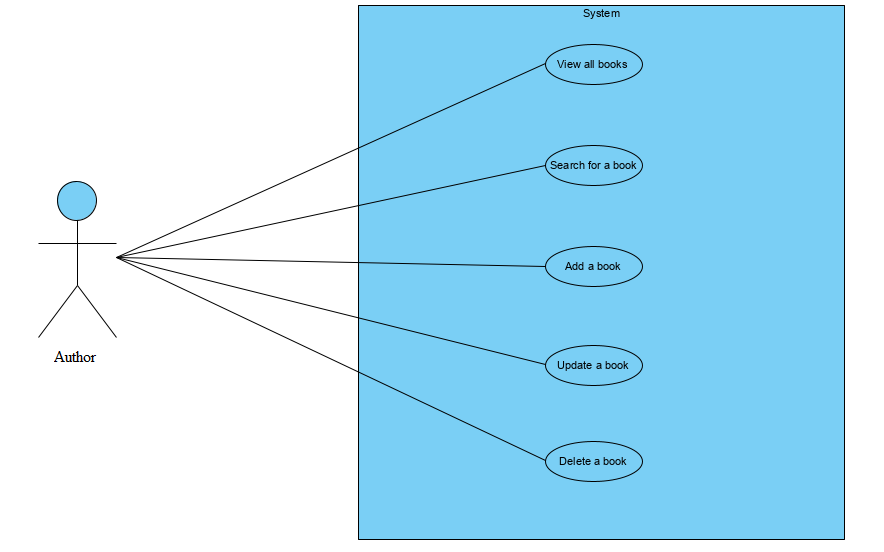 System
View all books
Search for a book
Add a book
Update a book
Delete a book
Author